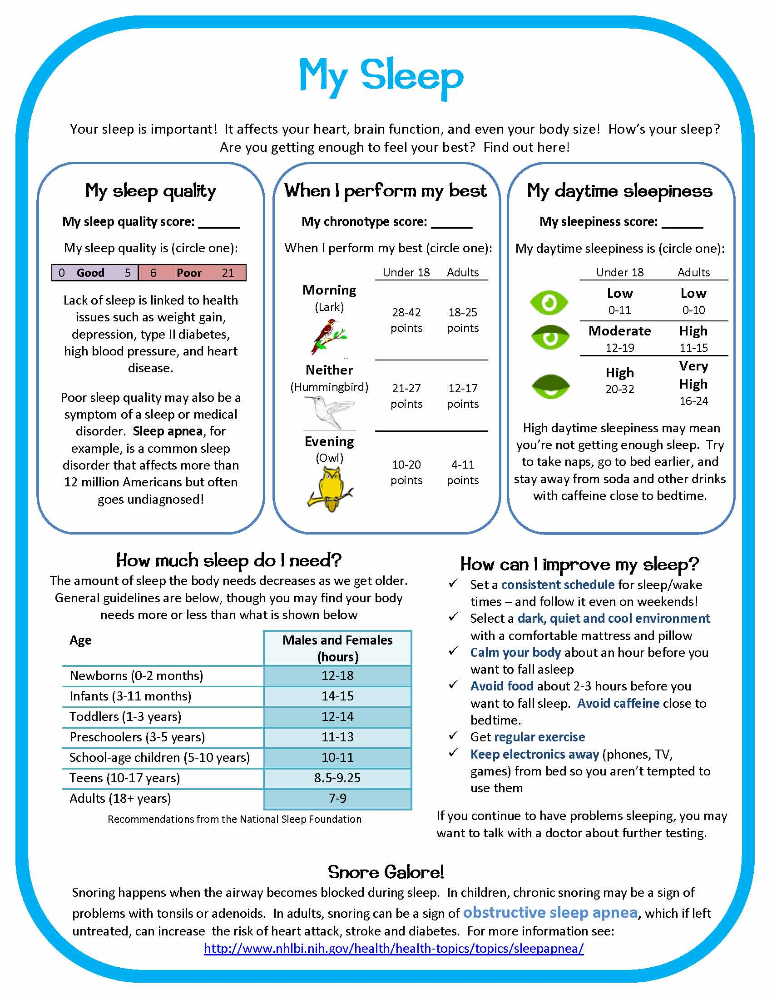 My Sleep
Your sleep is important!  It affects your heart, brain function, and even your body size!  How's your sleep?
Are you getting enough to feel your best?  Find out here!
My sleep quality
My sleep quality score: ______
My sleep quality is (circle one):
0 Good 5 6 Poor 21
Lack of sleep is linked to health
issues such as weight gain,
depression, type II diabetes,
high blood pressure, and heart
disease.
Poor sleep quality may also be a
symptom of a sleep or medical
disorder.  Sleep apnea, for
example, is a common sleep
disorder that affects more than
12 million Americans but often
goes undiagnosed!
When I perform my best
My chronotype score: ______
When I perform my best (circle one):
Under 18 Adults
Morning
(Lark)
28-42 18-25
points points
Neither
(Hummingbird)
21-27 12-17
points points
Evening
(Owl)
10-20 4-11
points points
My daytime sleepiness
My sleepiness score: ______
My daytime sleepiness is (circle one):
Under 18 Adults
Low Low
0-11 0-10
Moderate High
12-19 11-15
High Very
High
20-32 16-24
High daytime sleepiness may mean
you're not getting enough sleep.  Try
to take naps, go to bed earlier, and
stay away from soda and other drinks
with caffeine close to bedtime.
How much sleep do I need?
The amount of sleep the body needs decreases as we get older.
General guidelines are below, though you may find your body
needs more or less than what is shown below
Age Males and Females
(hours)
Newborns (0-2 months) 12-18
Infants (3-11 months) 14-15
Toddlers (1-3 years) 12-14
Preschoolers (3-5 years) 11-13
School-age children (5-10 years) 10-11
Teens (10-17 years) 8.5-9.25
Adults (18+ years) 7-9
Recommendations from the National Sleep Foundation
How can I improve my sleep?
✓ Set a consistent schedule for sleep/wake
times – and follow it even on weekends!
✓ Select a dark, quiet and cool environment
with a comfortable mattress and pillow
✓ Calm your body about an hour before you
want to fall asleep
✓ Avoid food about 2-3 hours before you
want to fall sleep.  Avoid caffeine close to
bedtime.
✓ Get regular exercise
✓ Keep electronics away (phones, TV,
games) from bed so you aren't tempted to
use them
If you continue to have problems sleeping, you may
want to talk with a doctor about further testing.
Snore Galore!
Snoring happens when the airway becomes blocked during sleep.  In children, chronic snoring may be a sign of
problems with tonsils or adenoids.  In adults, snoring can be a sign of obstructive sleep apnea, which if left
untreated, can increase  the risk of heart attack, stroke and diabetes.  For more information see:
http://www.nhlbi.nih.gov/health/health-topics/topics/sleepapnea/